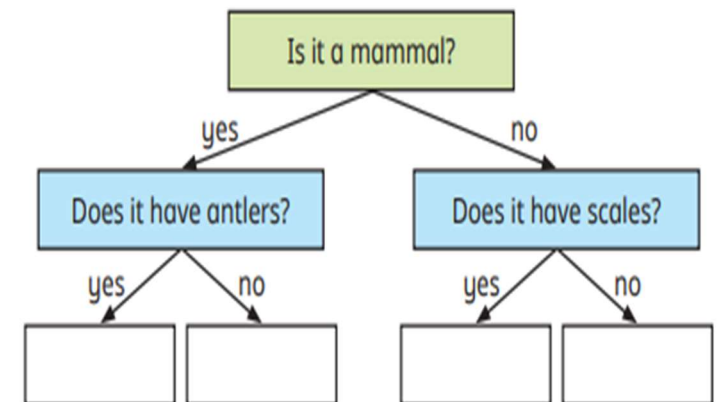 Is it a mammal?
yes
no
Does it have antlers?
Does it have scales?
yes
no
yes
no